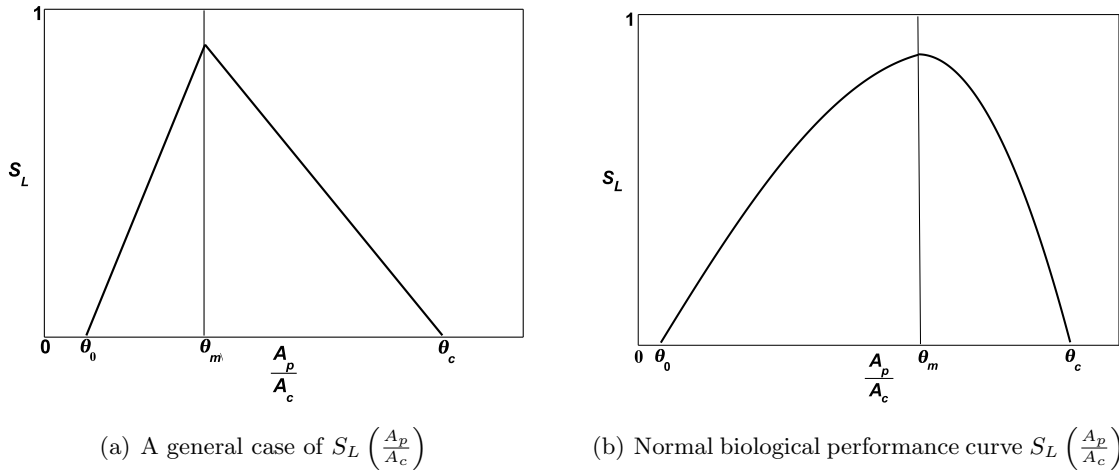 1
S_L
0 θ_0 θ_m A_p/A_c θ_c
(a) A general case of S_L (A_p/A_c)
1
S_L
0 θ_0 A_p/A_c θ_m θ_c
(b) Normal biological performance curve S_L (A_p/A_c)